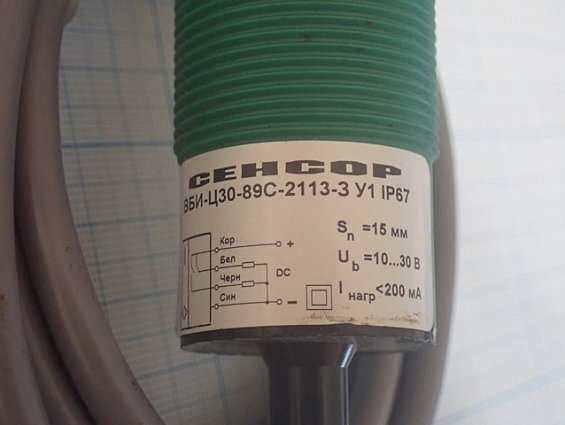 СЕНСОР
ВБИ-Ц30-89С-2113-З У1 IP67
Sn =15 мм
Ub =10...30 В
Iнагр <200 мА
Кор +
Бел
Черн
Син –
DC